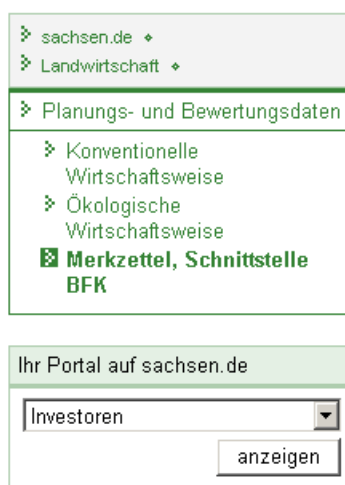 sachsen.de
Landwirtschaft
Planungs- und Bewertungsdaten
Konventionelle
Wirtschaftsweise
Ökologische
Wirtschaftsweise
Merkzettel, Schnittstelle
BFK
Ihr Portal auf sachsen.de
Investoren
anzeigen